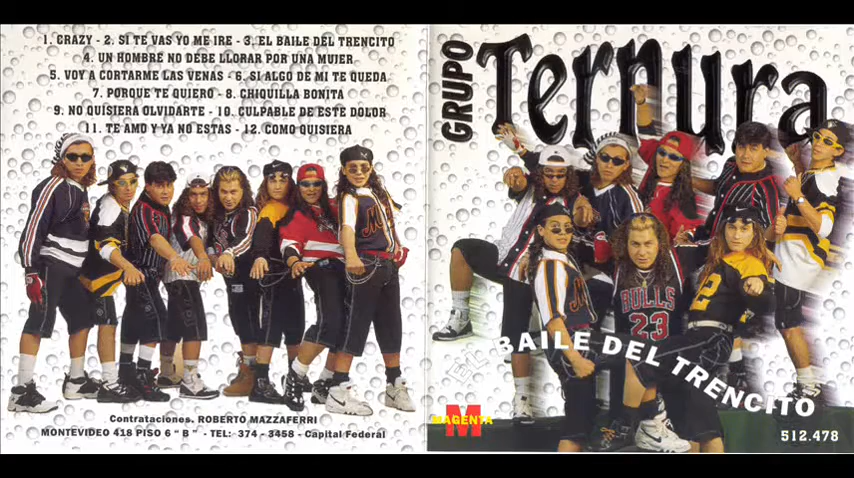 1. CRAZY - 2. SI TE VAS YO ME IRE - 3. EL BAILE DEL TRENCITO
4. UN HOMBRE NO DEBE LLORAR POR UNA MUJER
5. VOY A CORTARME LAS VENAS - 6. SI ALGO DE MI TE QUEDA
7. PORQUE TE QUIERO - 8. CHIQUILLA BONITA
9. NO QUISIERA OLVIDARTE - 10. CULPABLE DE ESTE DOLOR
11. TE AMO Y YA NO ESTAS - 12. COMO QUISIERA
Contrataciones. ROBERTO MAZZAFERRI
MONTEVIDEO 418 PISO 6 " B " - TEL: 374 - 3458 - Capital Federal
GRUPO
Ternura
BULLS
23
2
EL BAILE DEL TRENCITO
M
MAGENTA
512.478